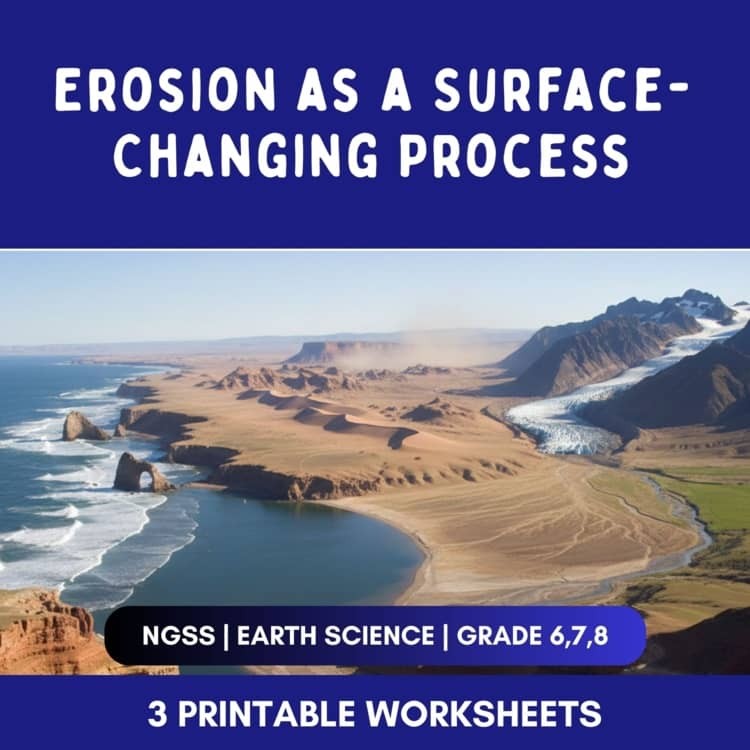 EROSION AS A SURFACE-
CHANGING PROCESS
NGSS | EARTH SCIENCE | GRADE 6,7,8
3 PRINTABLE WORKSHEETS